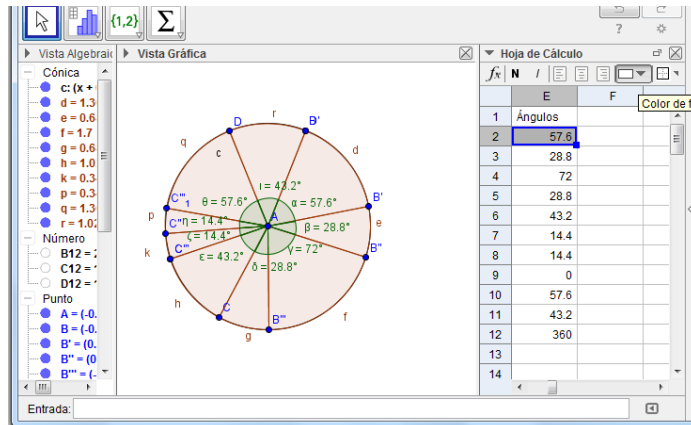 {1,2}
Σ
?
Vista Algebraic
Vista Gráfica
Hoja de Cálculo
Cónica
c: (x +
d = 1.3
e = 0.6
f = 1.7
g = 0.6
h = 1.0
k = 0.3
p = 0.3
q = 1.3
r = 1.02
Número
B12 = 2
C12 =
D12 =
Punto
A = (-0.
B = (-0.
B' = (0.
B'' = (0
B''' = (-
r
D
B'
q
c
d
ι = 43.2°
θ = 57.6°
α = 57.6°
C'''₁
B'
p
A
e
C''
η = 14.4°
β = 28.8°
ζ = 14.4°
C'''
B''
k
ε = 43.2°
γ = 72°
δ = 28.8°
h
C
f
g
B'''
fx N I
Color de f
E F
1 Ángulos
2 57.6
3 28.8
4 72
5 28.8
6 43.2
7 14.4
8 14.4
9 0
10 57.6
11 43.2
12 360
13
14
Entrada: